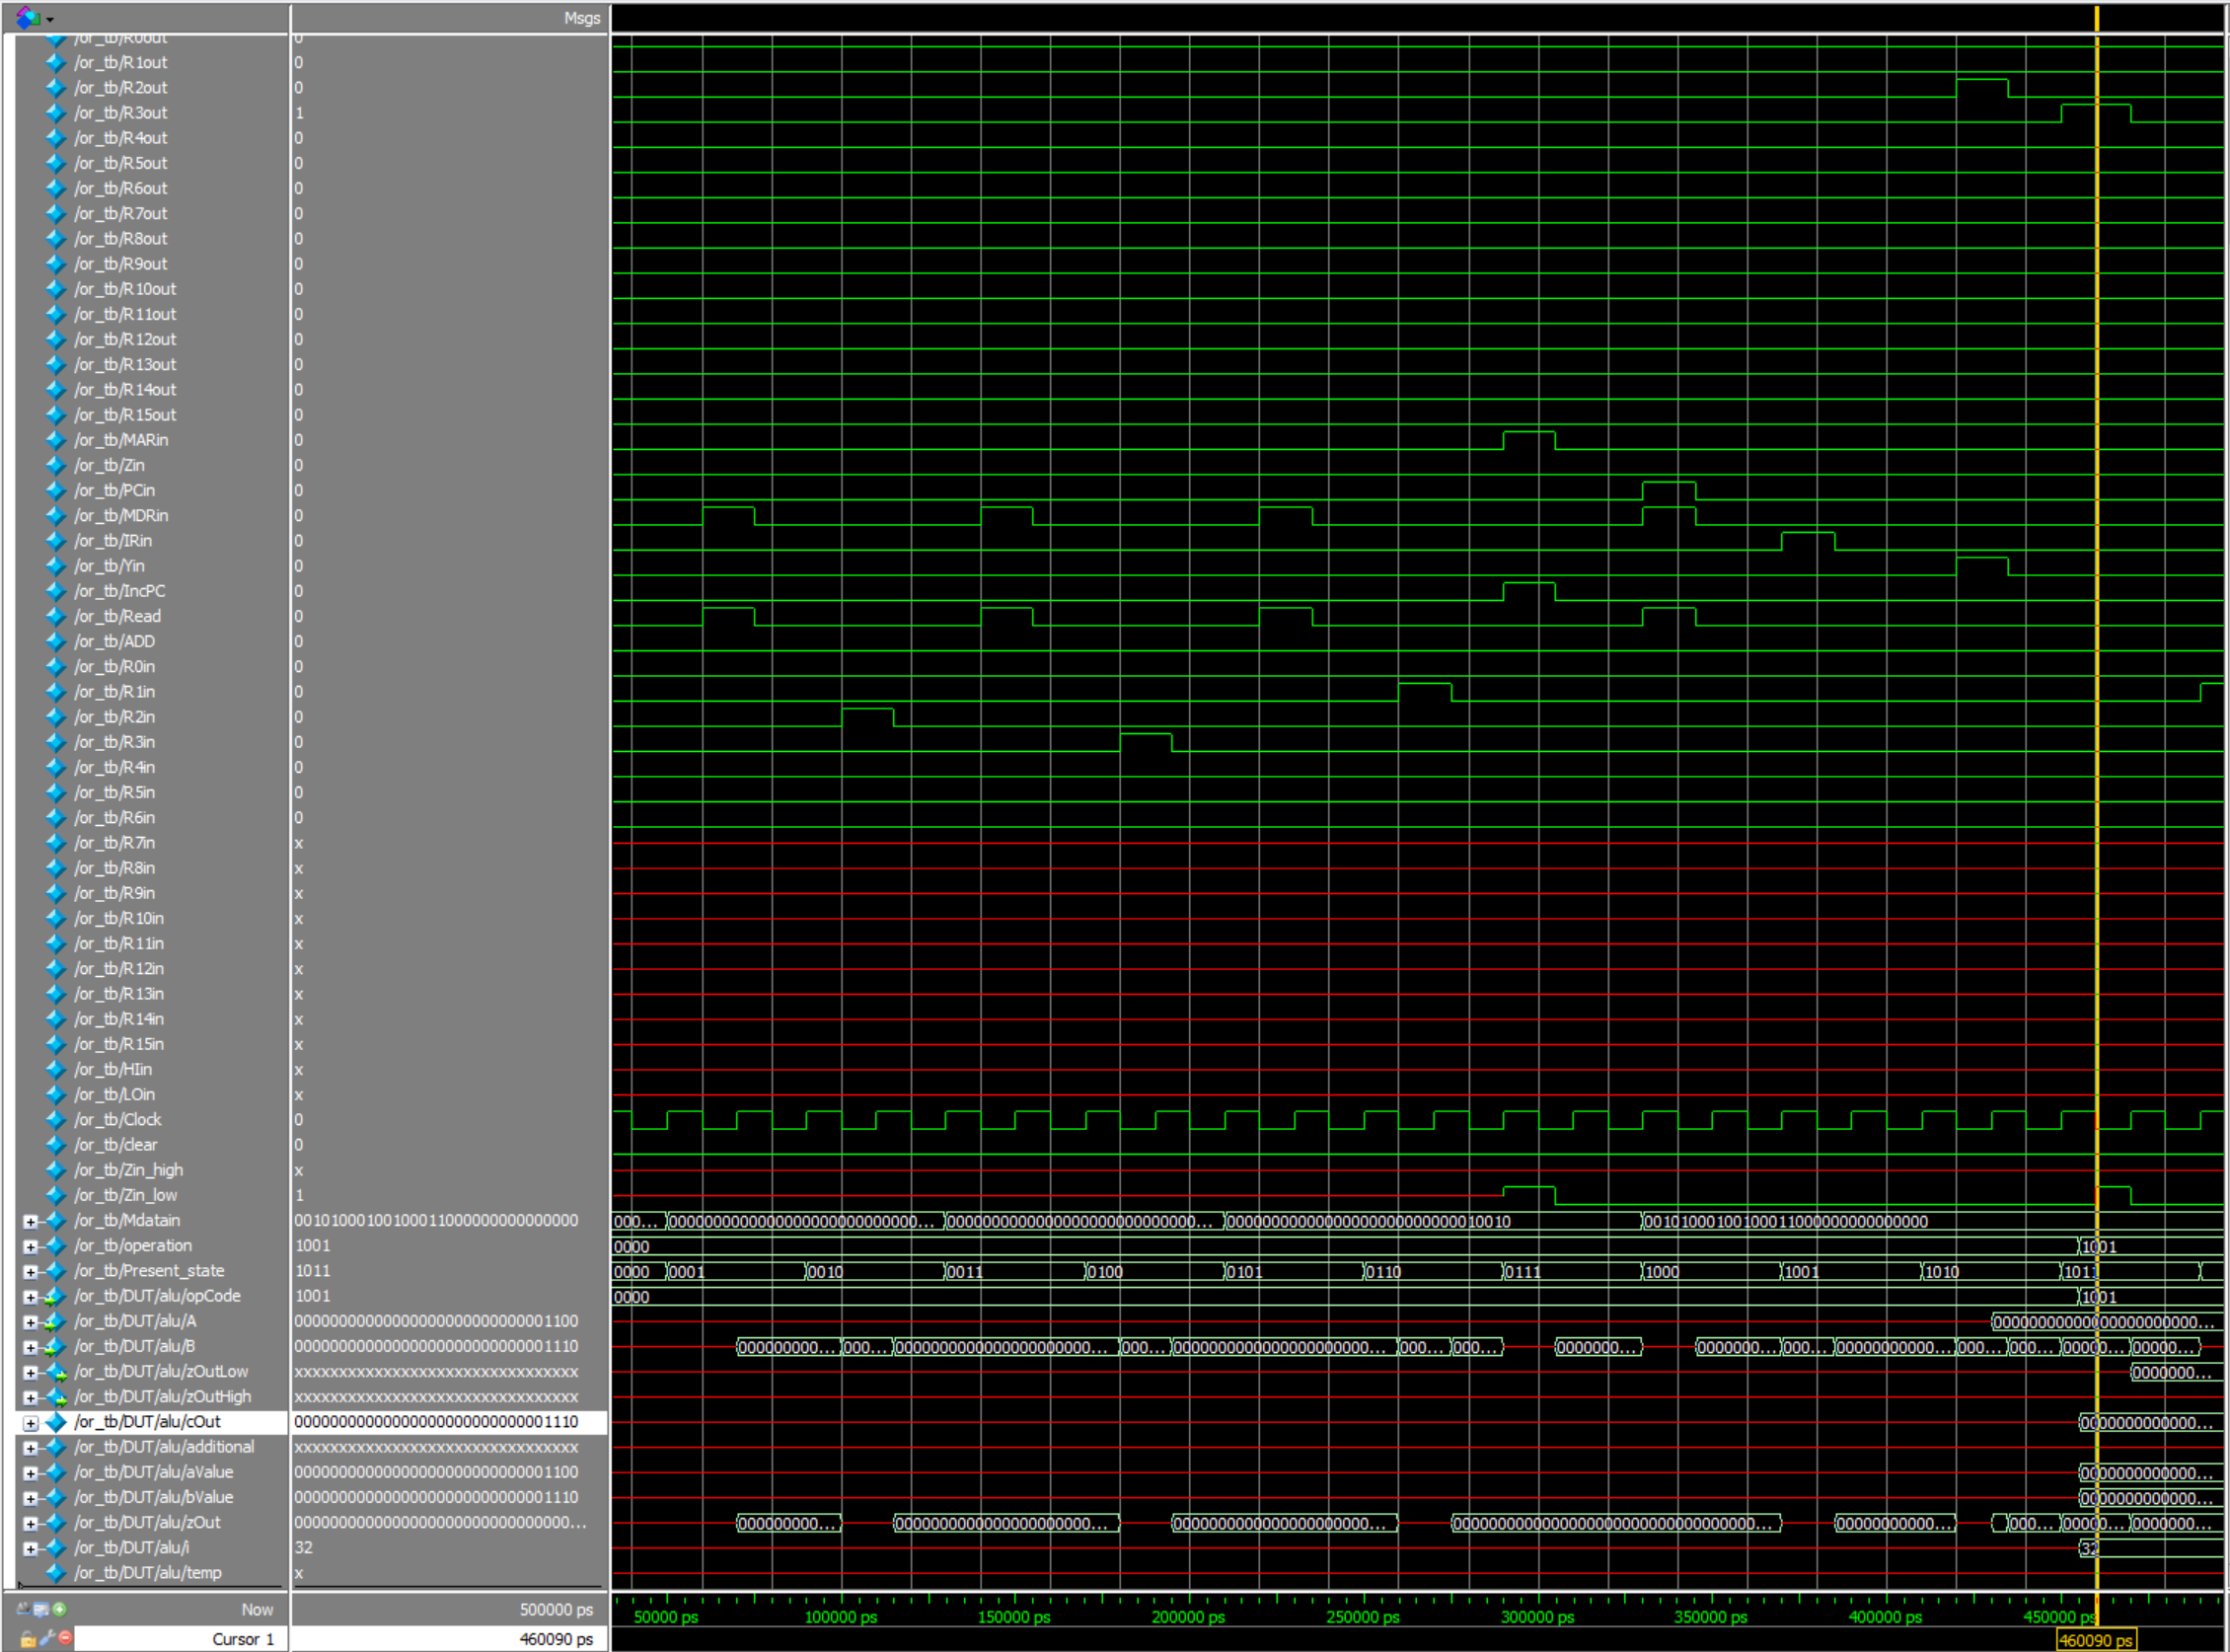 Msgs
/or_tb/R0out 0
/or_tb/R1out 0
/or_tb/R2out 0
/or_tb/R3out 1
/or_tb/R4out 0
/or_tb/R5out 0
/or_tb/R6out 0
/or_tb/R7out 0
/or_tb/R8out 0
/or_tb/R9out 0
/or_tb/R10out 0
/or_tb/R11out 0
/or_tb/R12out 0
/or_tb/R13out 0
/or_tb/R14out 0
/or_tb/R15out 0
/or_tb/MARin 0
/or_tb/Zin 0
/or_tb/PCin 0
/or_tb/MDRin 0
/or_tb/IRin 0
/or_tb/Yin 0
/or_tb/IncPC 0
/or_tb/Read 0
/or_tb/ADD 0
/or_tb/R0in 0
/or_tb/R1in 0
/or_tb/R2in 0
/or_tb/R3in 0
/or_tb/R4in 0
/or_tb/R5in 0
/or_tb/R6in 0
/or_tb/R7in x
/or_tb/R8in x
/or_tb/R9in x
/or_tb/R10in x
/or_tb/R11in x
/or_tb/R12in x
/or_tb/R13in x
/or_tb/R14in x
/or_tb/R15in x
/or_tb/HIin x
/or_tb/LOin x
/or_tb/Clock 0
/or_tb/clear 0
/or_tb/Zin_high x
/or_tb/Zin_low 1
/or_tb/Mdatain 00101000100100011000000000000000 000... 000000000000000000000000000... 000000000000000000000000000... 00000000000000000000000000010010 00101000100100011000000000000000
/or_tb/operation 1001 0000 1001
/or_tb/Present_state 1011 0000 0001 0010 0011 0100 0101 0110 0111 1000 1001 1010 1011
/or_tb/DUT/alu/opCode 1001 0000 1001
/or_tb/DUT/alu/A 00000000000000000000000000001100 00000000000000000000000...
/or_tb/DUT/alu/B 00000000000000000000000000001110 000000000... 000... 0000000000000000000000... 000... 0000000000000000000000... 000... 000... 0000000... 0000000... 000... 00000000000... 000... 000... 00000... 00000...
/or_tb/DUT/alu/zOutLow xxxxxxxxxxxxxxxxxxxxxxxxxxxxxxxx 0000000...
/or_tb/DUT/alu/zOutHigh xxxxxxxxxxxxxxxxxxxxxxxxxxxxxxxx
/or_tb/DUT/alu/cOut 00000000000000000000000000001110 0000000000000...
/or_tb/DUT/alu/additional xxxxxxxxxxxxxxxxxxxxxxxxxxxxxxxx
/or_tb/DUT/alu/aValue 00000000000000000000000000001100 0000000000000...
/or_tb/DUT/alu/bValue 00000000000000000000000000001110 0000000000000...
/or_tb/DUT/alu/zOut 0000000000000000000000000000000... 000000000... 0000000000000000000000... 0000000000000000000000... 000000000000000000000000000000000... 00000000000... 000... 00000... 0000000...
/or_tb/DUT/alu/i 32 32
/or_tb/DUT/alu/temp x
Now 500000 ps 50000 ps 100000 ps 150000 ps 200000 ps 250000 ps 300000 ps 350000 ps 400000 ps 450000 ps
Cursor 1 460090 ps 460090 ps